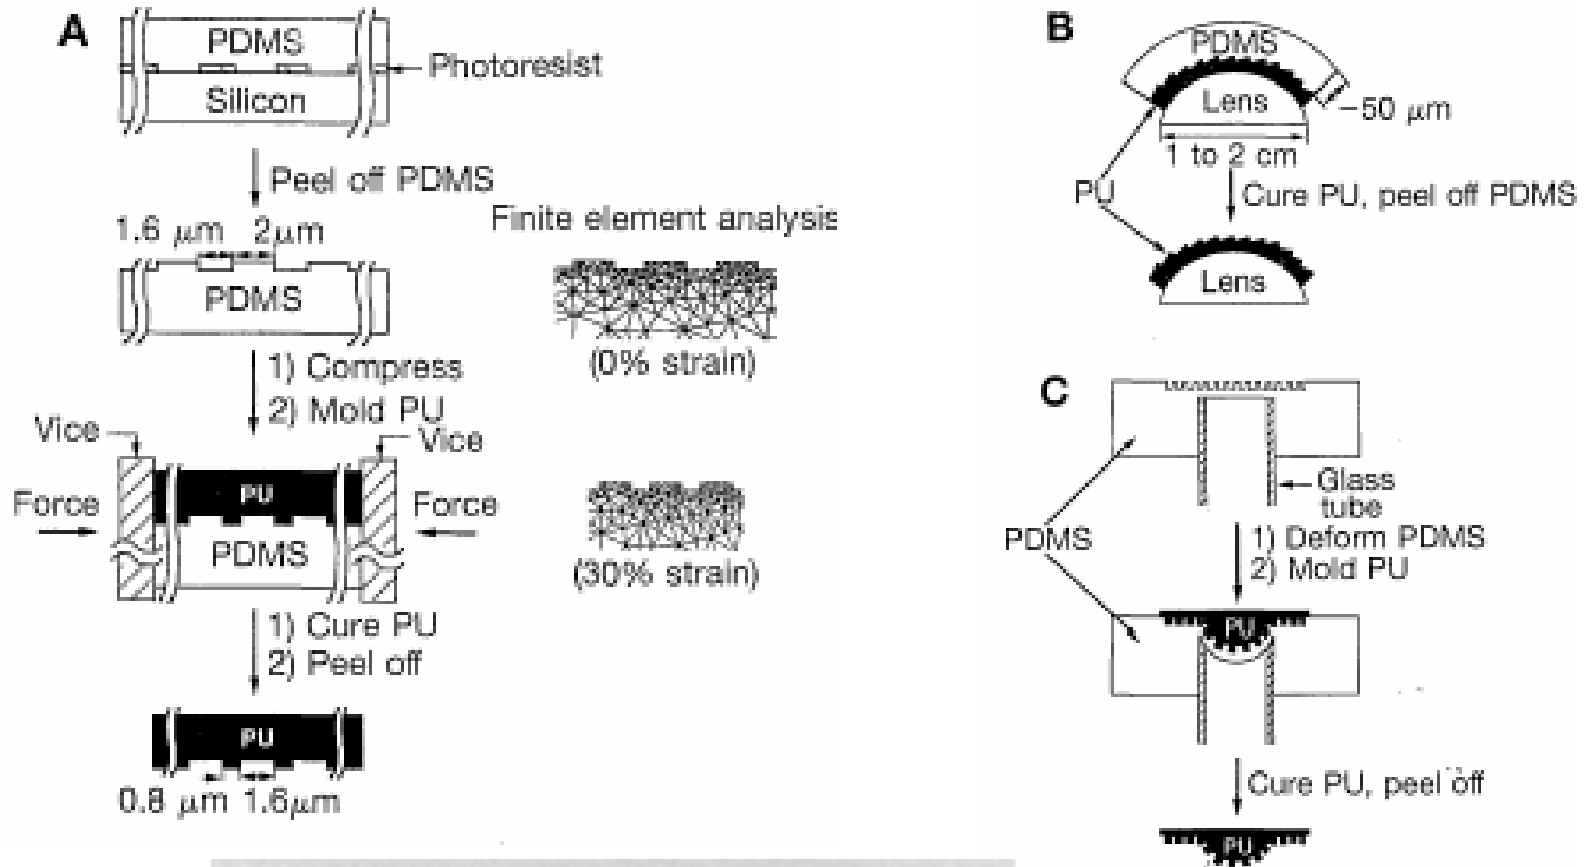 A
PDMS
Photoresist
Silicon
Peel off PDMS
1.6 μm 2μm
PDMS
Finite element analysis
(0% strain)
1) Compress
2) Mold PU
Vice
Vice
PU
Force
Force
PDMS
(30% strain)
1) Cure PU
2) Peel off
PU
0.8 μm 1.6μm
B
PDMS
Lens
~50 μm
1 to 2 cm
PU
Cure PU, peel off PDMS
Lens
C
Glass
tube
PDMS
1) Deform PDMS
2) Mold PU
PU
Cure PU, peel off
PU